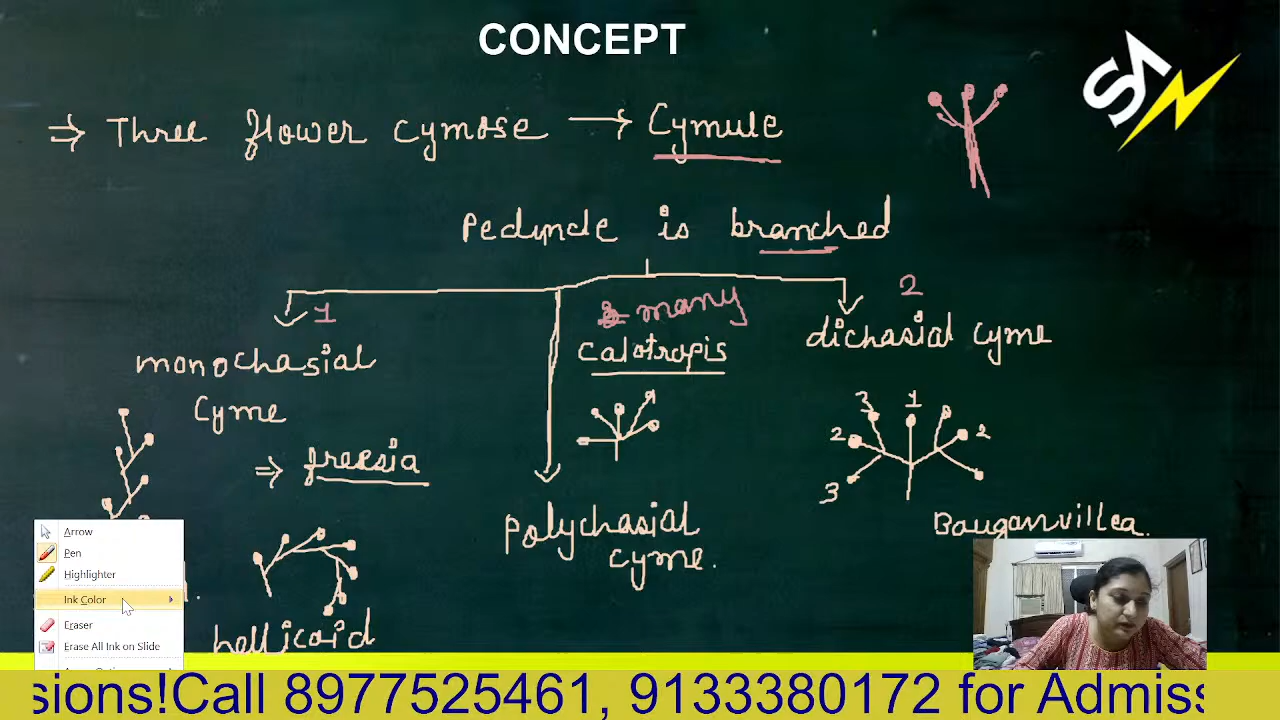 CONCEPT
SAN
⇒ Three flower cymose → Cymule
Peduncle is branched
1
many
2
monochasial
Cyme
calotropis
dichasial cyme
⇒ freesia
3
1
2
2
3
Polychasial
cyme.
Bouganvillea.
hellicoid
Arrow
Pen
Highlighter
Ink Color
Eraser
Erase All Ink on Slide
sions!Call 8977525461, 9133380172 for Admiss